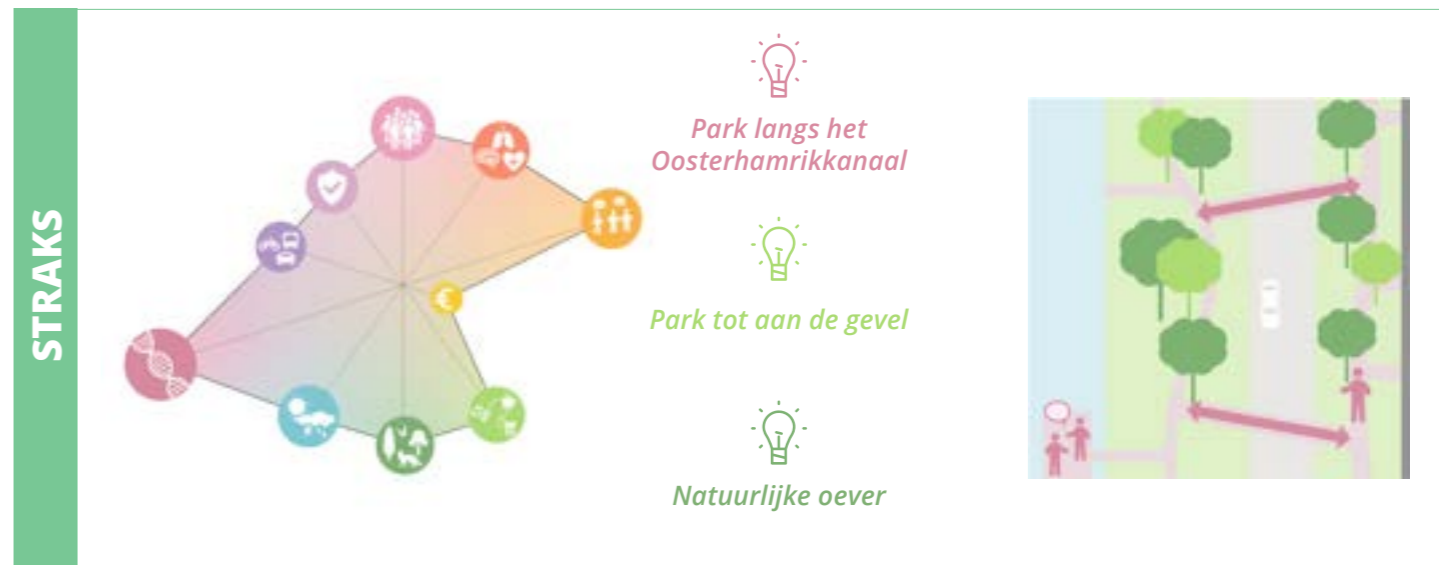 STRAKS
Park langs het
Oosterhamrikkanaal
Park tot aan de gevel
Natuurlijke oever
€